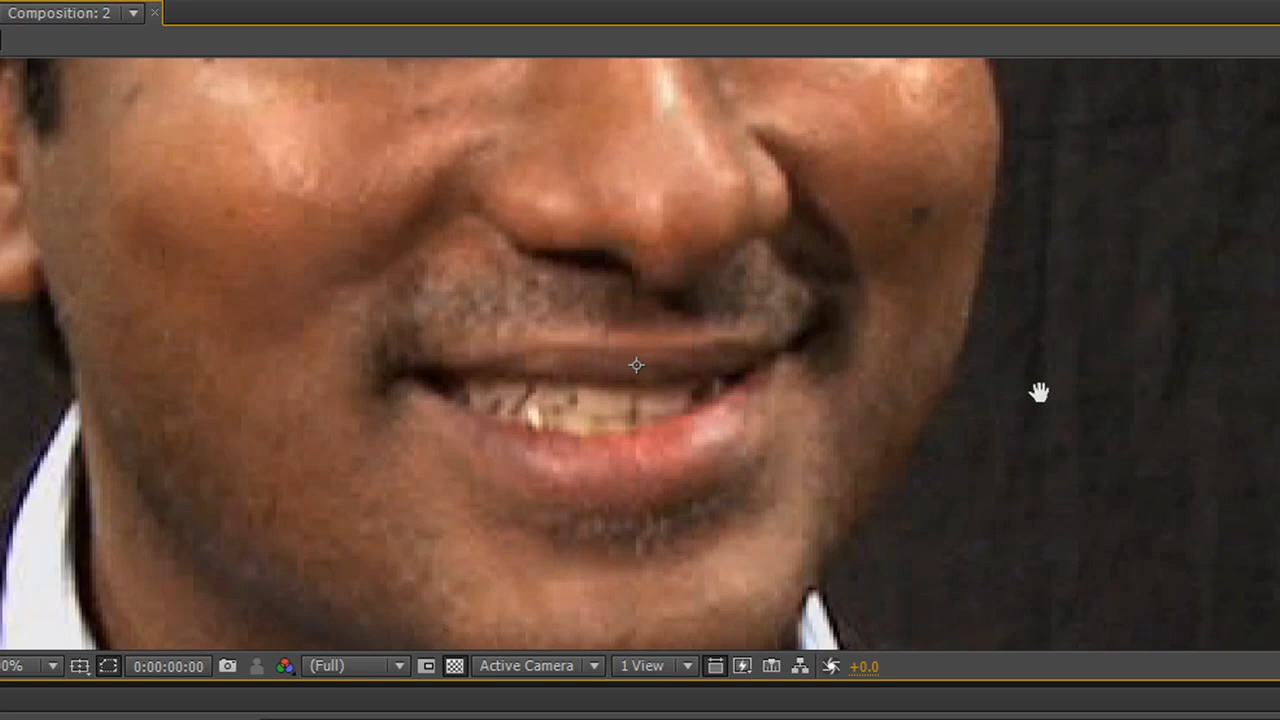 Composition: 2
0% 0:00:00:00 (Full) Active Camera 1 View +0.0